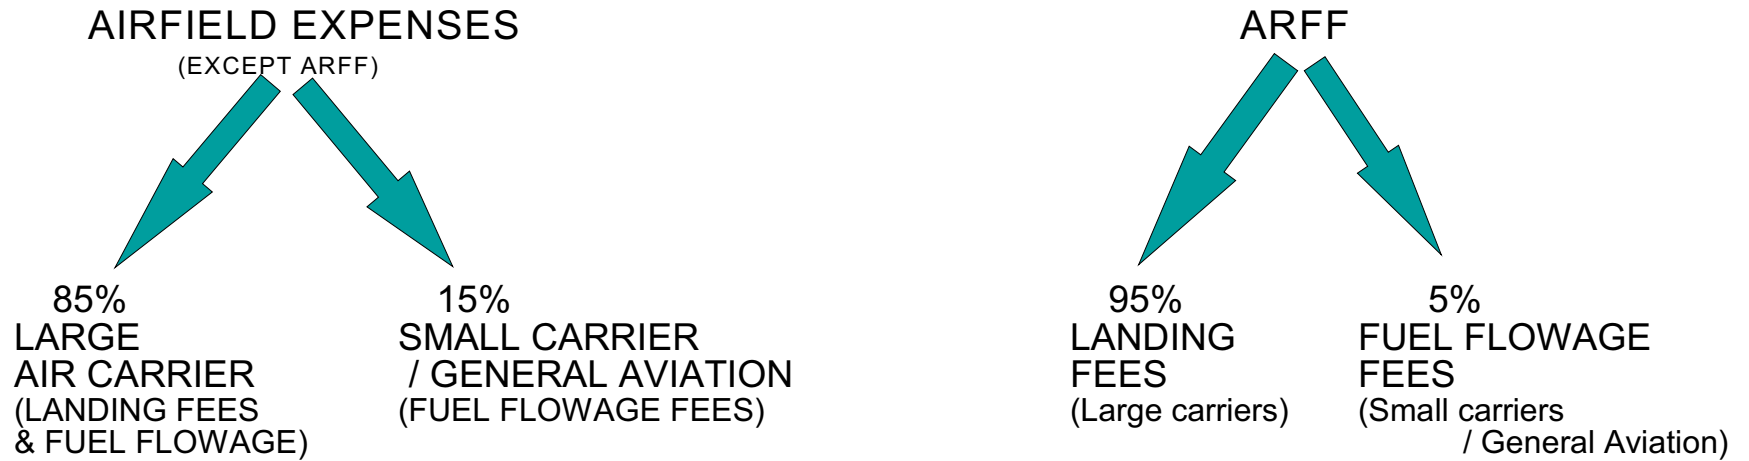 AIRFIELD EXPENSES
(EXCEPT ARFF)
85%
LARGE
AIR CARRIER
(LANDING FEES
& FUEL FLOWAGE)
15%
SMALL CARRIER
/ GENERAL AVIATION
(FUEL FLOWAGE FEES)
ARFF
95%
LANDING
FEES
(Large carriers)
5%
FUEL FLOWAGE
FEES
(Small carriers
/ General Aviation)